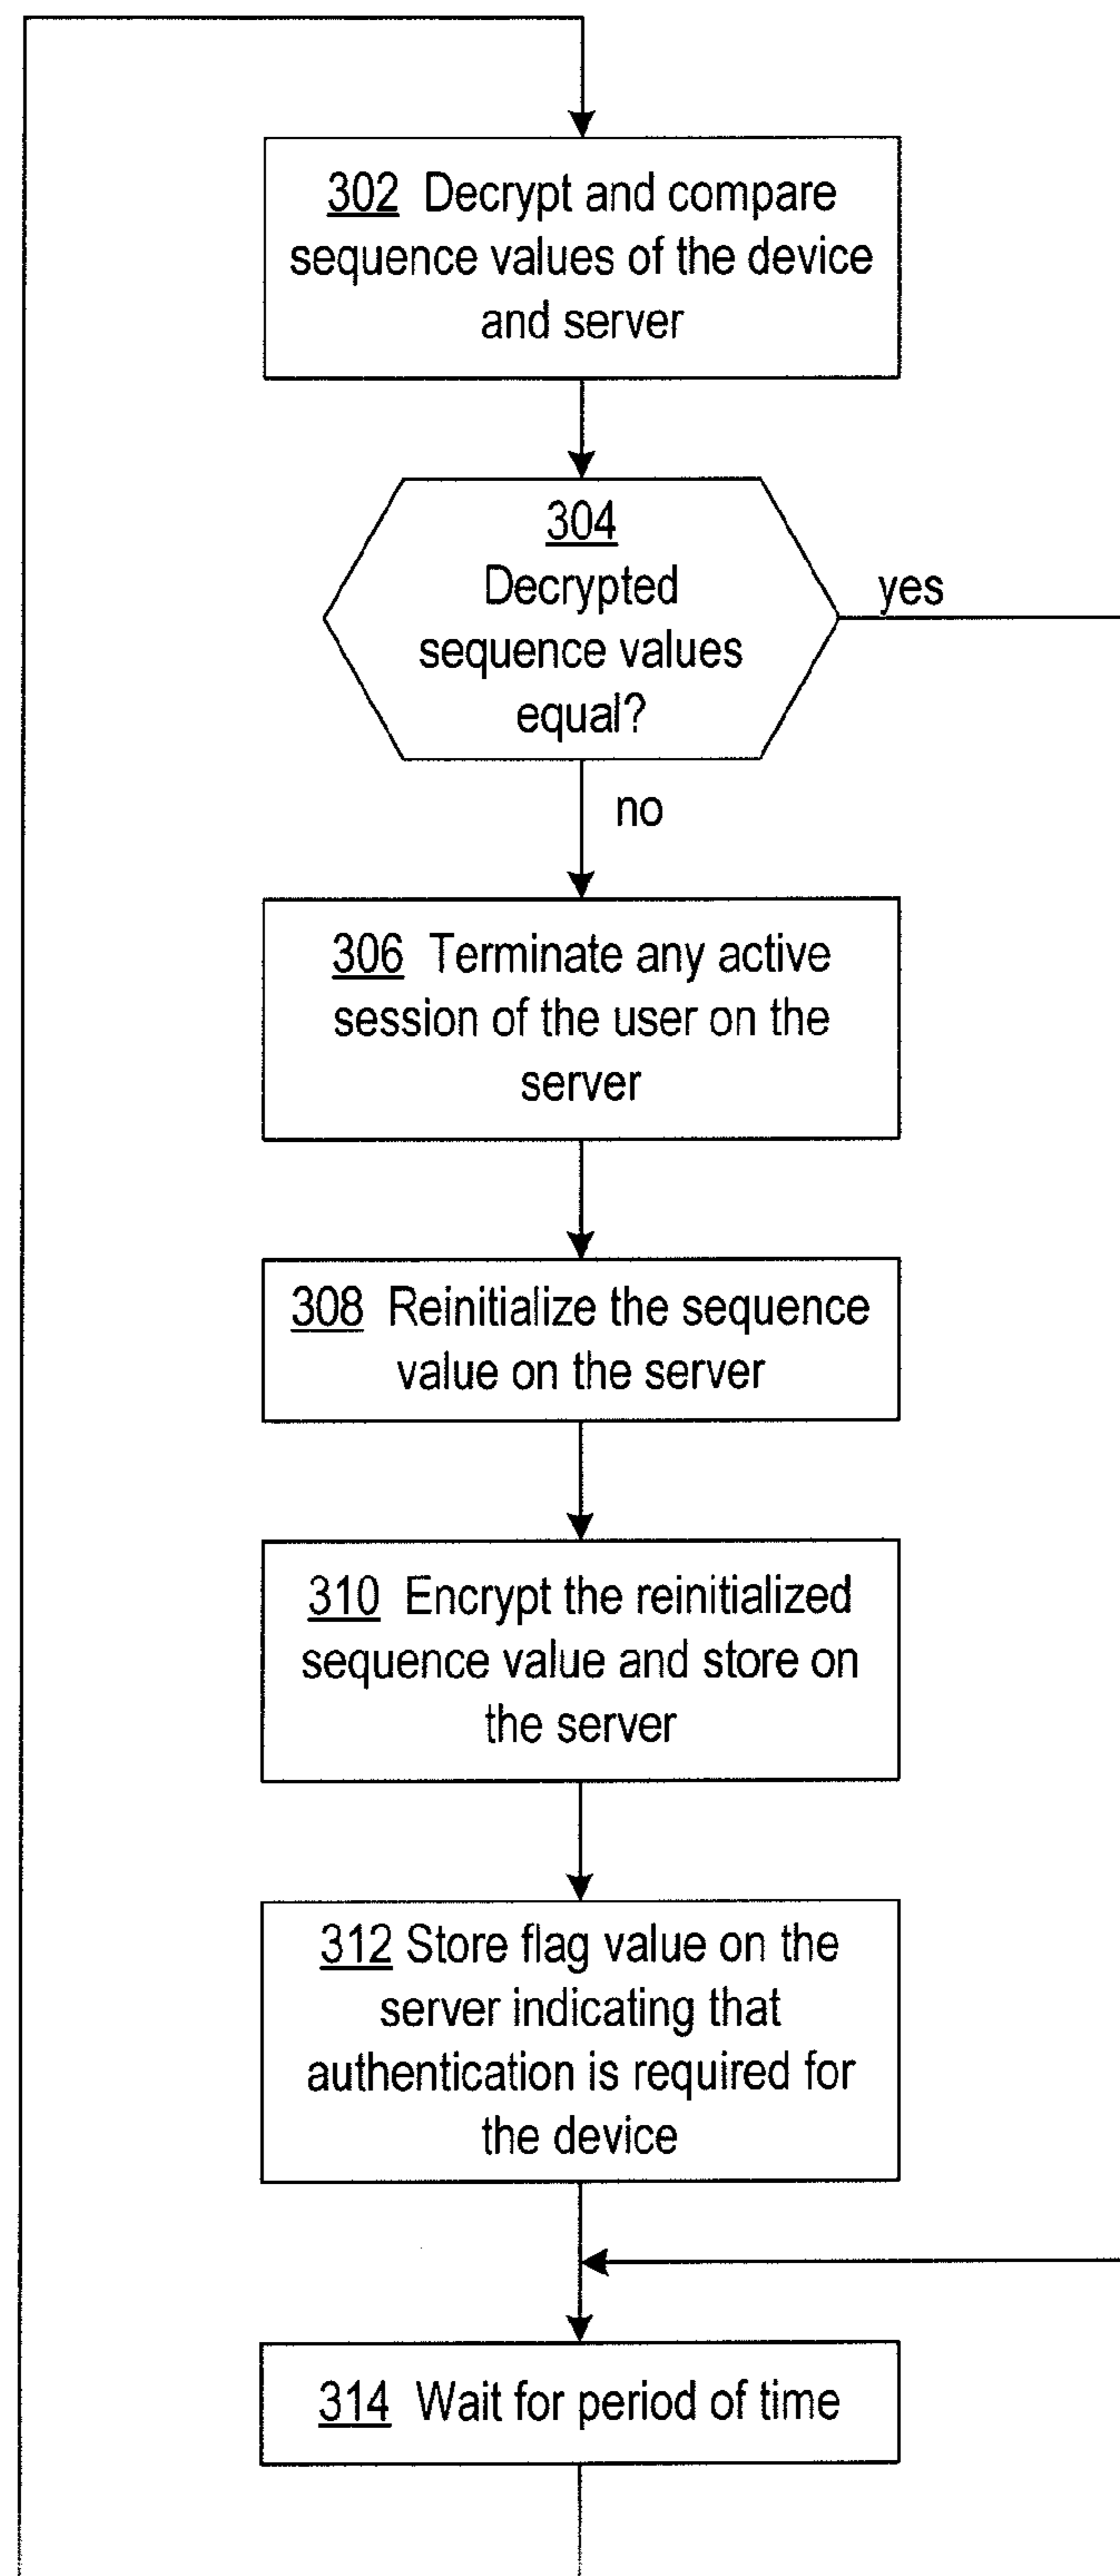 302 Decrypt and compare
sequence values of the device
and server
304
Decrypted
sequence values
equal?
yes
no
306 Terminate any active
session of the user on the
server
308 Reinitialize the sequence
value on the server
310 Encrypt the reinitialized
sequence value and store on
the server
312 Store flag value on the
server indicating that
authentication is required for
the device
314 Wait for period of time